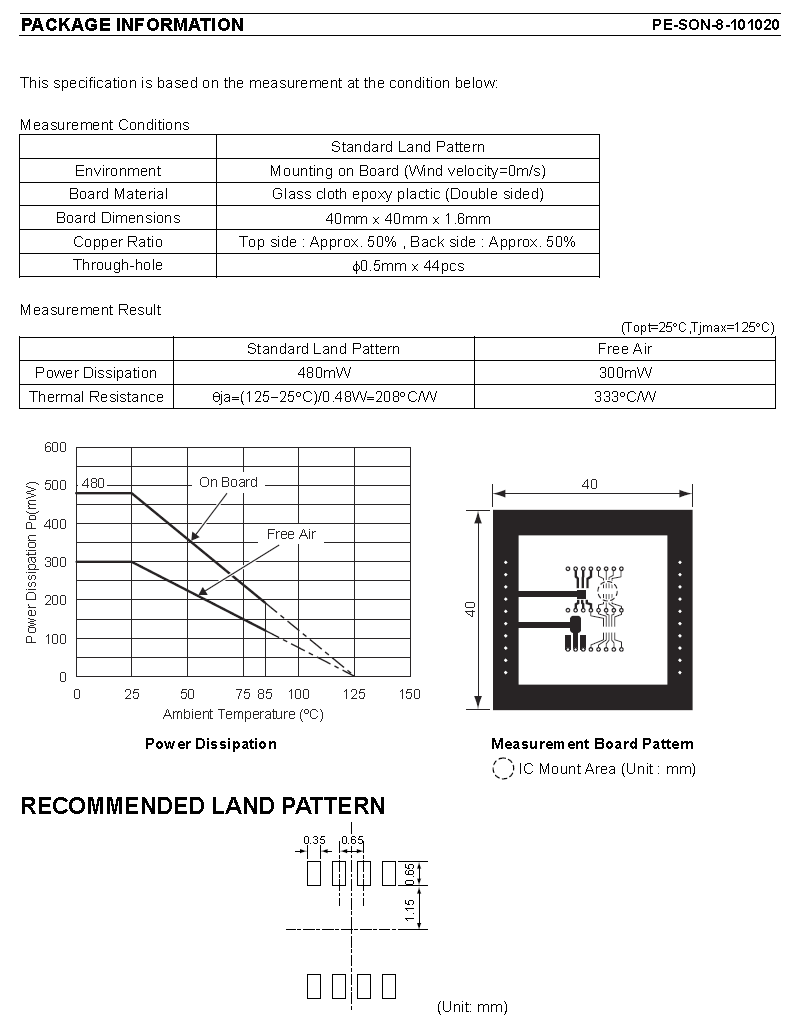 PACKAGE INFORMATION PE-SON-8-101020
This specification is based on the measurement at the condition below:
Measurement Conditions
Standard Land Pattern
Environment Mounting on Board (Wind velocity=0m/s)
Board Material Glass cloth epoxy plactic (Double sided)
Board Dimensions 40mm x 40mm x 1.6mm
Copper Ratio Top side : Approx. 50% , Back side : Approx. 50%
Through-hole ϕ0.5mm x 44pcs
Measurement Result
(Topt=25°C,Tjmax=125°C)
Standard Land Pattern Free Air
Power Dissipation 480mW 300mW
Thermal Resistance θja=(125−25°C)/0.48W=208°C/W 333°C/W
600
500
400
300
200
100
0
Power Dissipation PD(mW)
480
On Board
Free Air
0 25 50 75 85 100 125 150
Ambient Temperature (°C)
Power Dissipation
40
40
Measurement Board Pattern
IC Mount Area (Unit : mm)
RECOMMENDED LAND PATTERN
0.35 0.65
0.65
1.15
(Unit: mm)